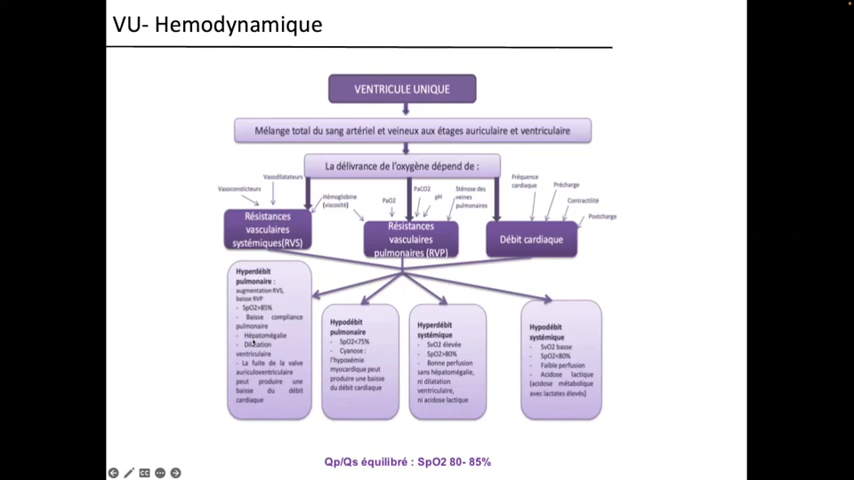 VU- Hemodynamique
VENTRICULE UNIQUE
Mélange total du sang artériel et veineux aux étages auriculaire et ventriculaire
La délivrance de l'oxygène dépend de :
Vasoconsticteurs
Vasodilatateurs
Hémoglobine
(viscosité)
PaO2
PaCO2
pH
Sténose des
veines
pulmonaires
Fréquence
cardiaque
Précharge
Contractilité
Postcharge
Résistances
vasculaires
systémiques(RVS)
Résistances
vasculaires
pulmonaires (RVP)
Débit cardiaque
Hyperdébit
pulmonaire :
augmentation RVS,
baisse RVP
- SpO2>85%
- Baisse compliance
pulmonaire
- Hépatomégalie
- Dilatation
ventriculaire
- La fuite de la valve
auriculoventriculaire
peut produire une
baisse du débit
cardiaque
Hypodébit
pulmonaire
- SpO2<75%
- Cyanose :
l'hypoxémie
myocardique peut
produire une baisse
du débit cardiaque
Hyperdébit
systémique
- SvO2 élevée
- SpO2>80%
- Bonne perfusion
sans hépatomégalie,
ni dilatation
ventriculaire,
ni acidose lactique
Hypodébit
systémique
- SvO2 basse
- SpO2<80%
- Faible perfusion
- Acidose lactique
(acidose métabolique
avec lactates élevés)
Qp/Qs équilibré : SpO2 80- 85%
CC